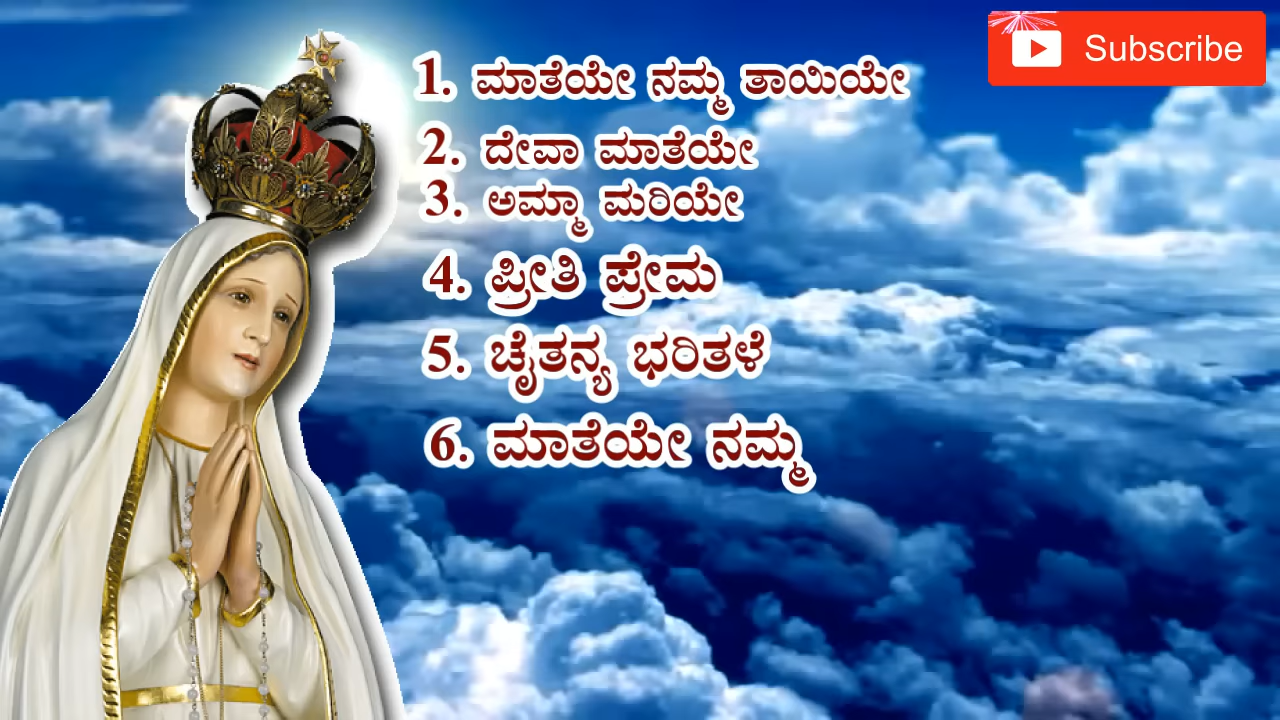 Subscribe
1. ಮಾತೆಯೇ ನಮ್ಮ ತಾಯಿಯೇ
2. ದೇವಾ ಮಾತೆಯೇ
3. ಅಮ್ಮಾ ಮರಿಯೇ
4. ಪ್ರೀತಿ ಪ್ರೇಮ
5. ಚೈತನ್ಯ ಭರಿತಳೆ
6. ಮಾತೆಯೇ ನಮ್ಮ